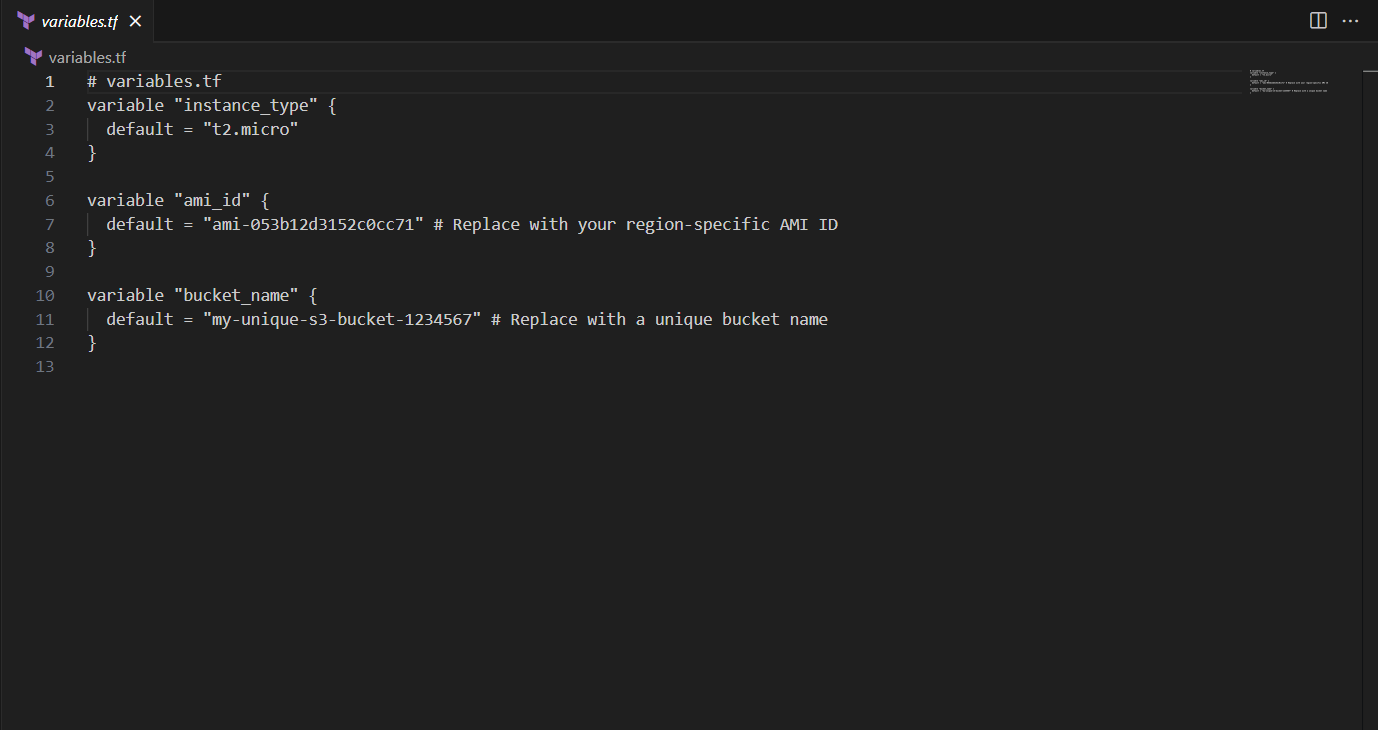 variables.tf
variables.tf
1 # variables.tf
2 variable "instance_type" {
3   default = "t2.micro"
4 }
5
6 variable "ami_id" {
7   default = "ami-053b12d3152c0cc71" # Replace with your region-specific AMI ID
8 }
9
10 variable "bucket_name" {
11   default = "my-unique-s3-bucket-1234567" # Replace with a unique bucket name
12 }
13